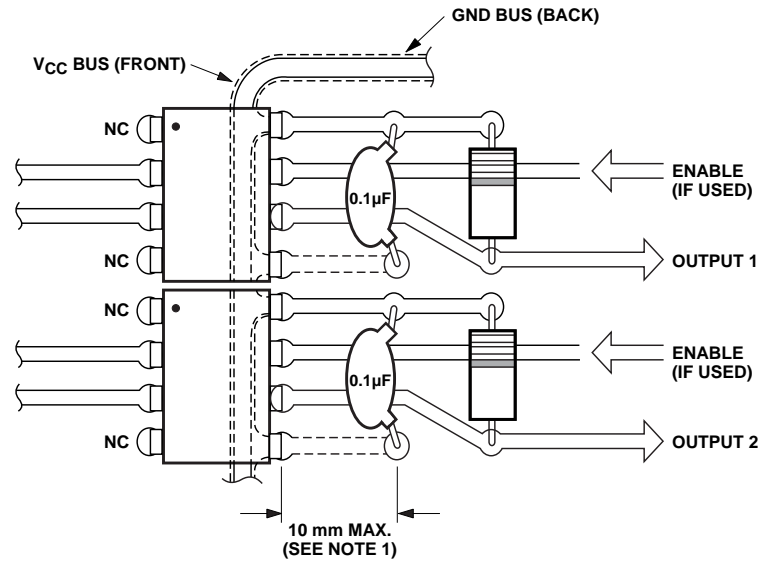 GND BUS (BACK)
VCC BUS (FRONT)
NC
0.1µF
ENABLE
(IF USED)
NC
OUTPUT 1
NC
0.1µF
ENABLE
(IF USED)
NC
OUTPUT 2
10 mm MAX.
(SEE NOTE 1)